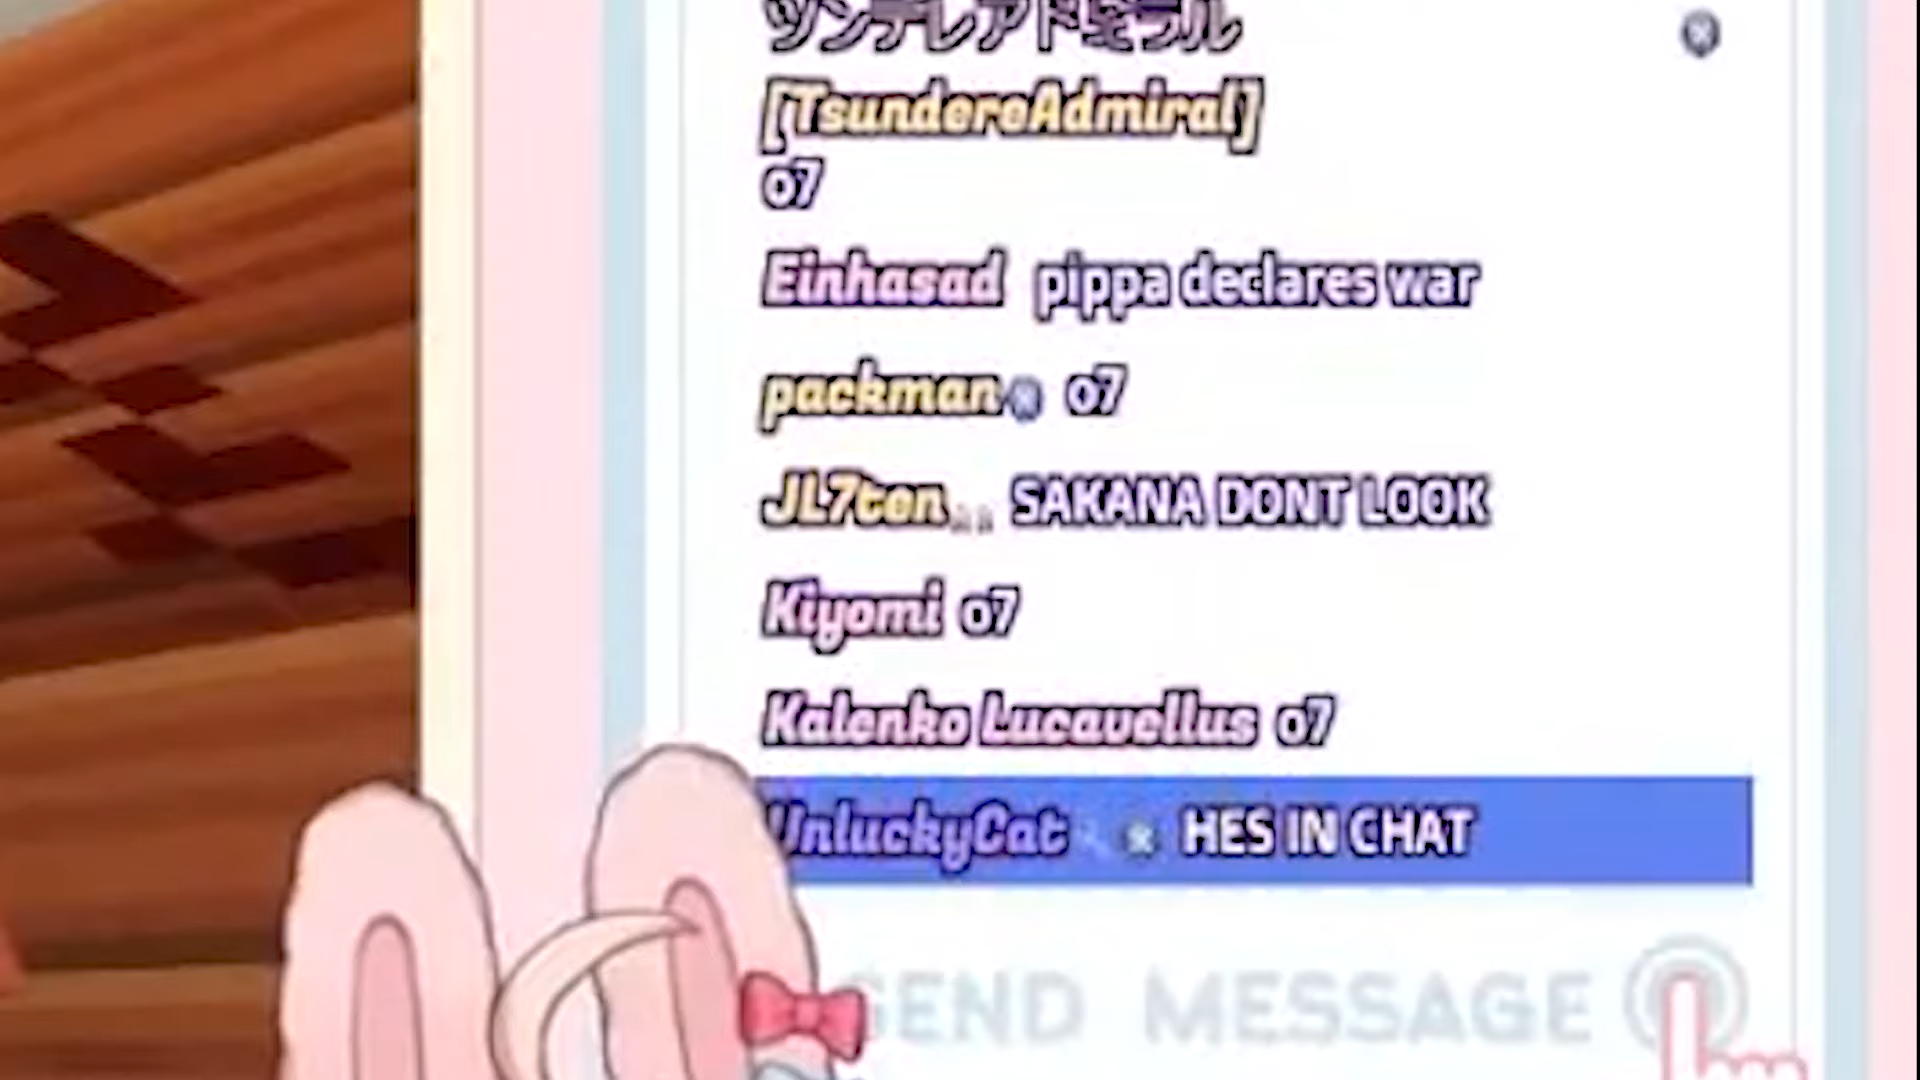 ツンデレアドミラル
[TsundereAdmiral]
o7
Einhasad pippa declares war
packman o7
JL7ten SAKANA DONT LOOK
Kiyomi o7
Kalenko Lucavellus o7
UnluckyCat HES IN CHAT
SEND MESSAGE